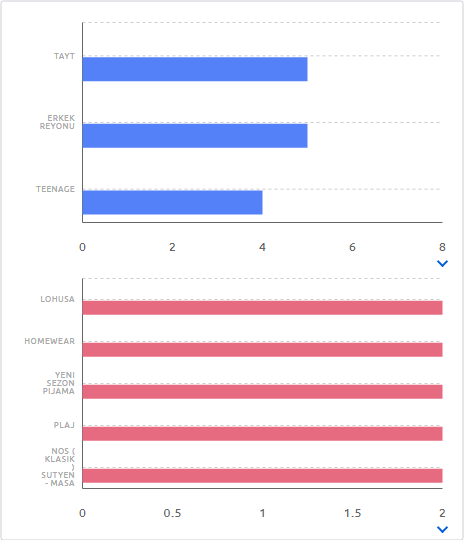 TAYT
ERKEK
REYONU
TEENAGE
0 2 4 6 8
LOHUSA
HOMEWEAR
YENI
SEZON
PIJAMA
PLAJ
NOS (
KLASIK
)
SUTYEN
- MASA
0 0.5 1 1.5 2